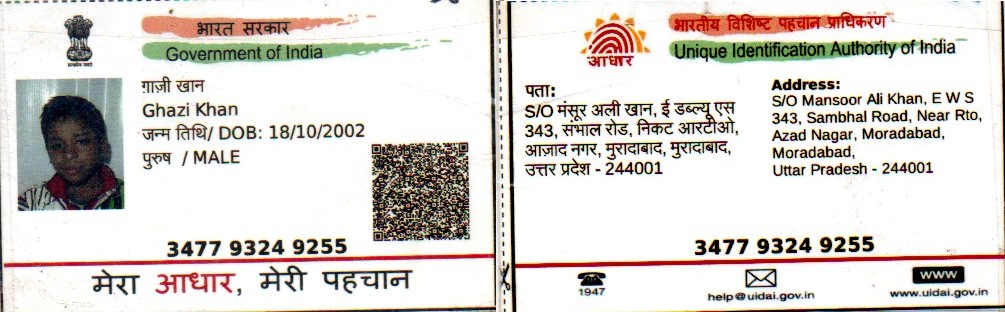 भारत सरकार
Government of India
ग़ाज़ी खान
Ghazi Khan
जन्म तिथि/ DOB: 18/10/2002
पुरुष / MALE
3477 9324 9255
मेरा आधार, मेरी पहचान
आधार
भारतीय विशिष्ट पहचान प्राधिकरण
Unique Identification Authority of India
पता:
S/O मंसूर अली खान, ई डब्ल्यू एस
343, संभाल रोड, निकट आरटीओ,
आज़ाद नगर, मुरादाबाद, मुरादाबाद,
उत्तर प्रदेश - 244001
Address:
S/O Mansoor Ali Khan, E W S
343, Sambhal Road, Near Rto,
Azad Nagar, Moradabad,
Moradabad,
Uttar Pradesh - 244001
3477 9324 9255
1947
help@uidai.gov.in
www
www.uidai.gov.in